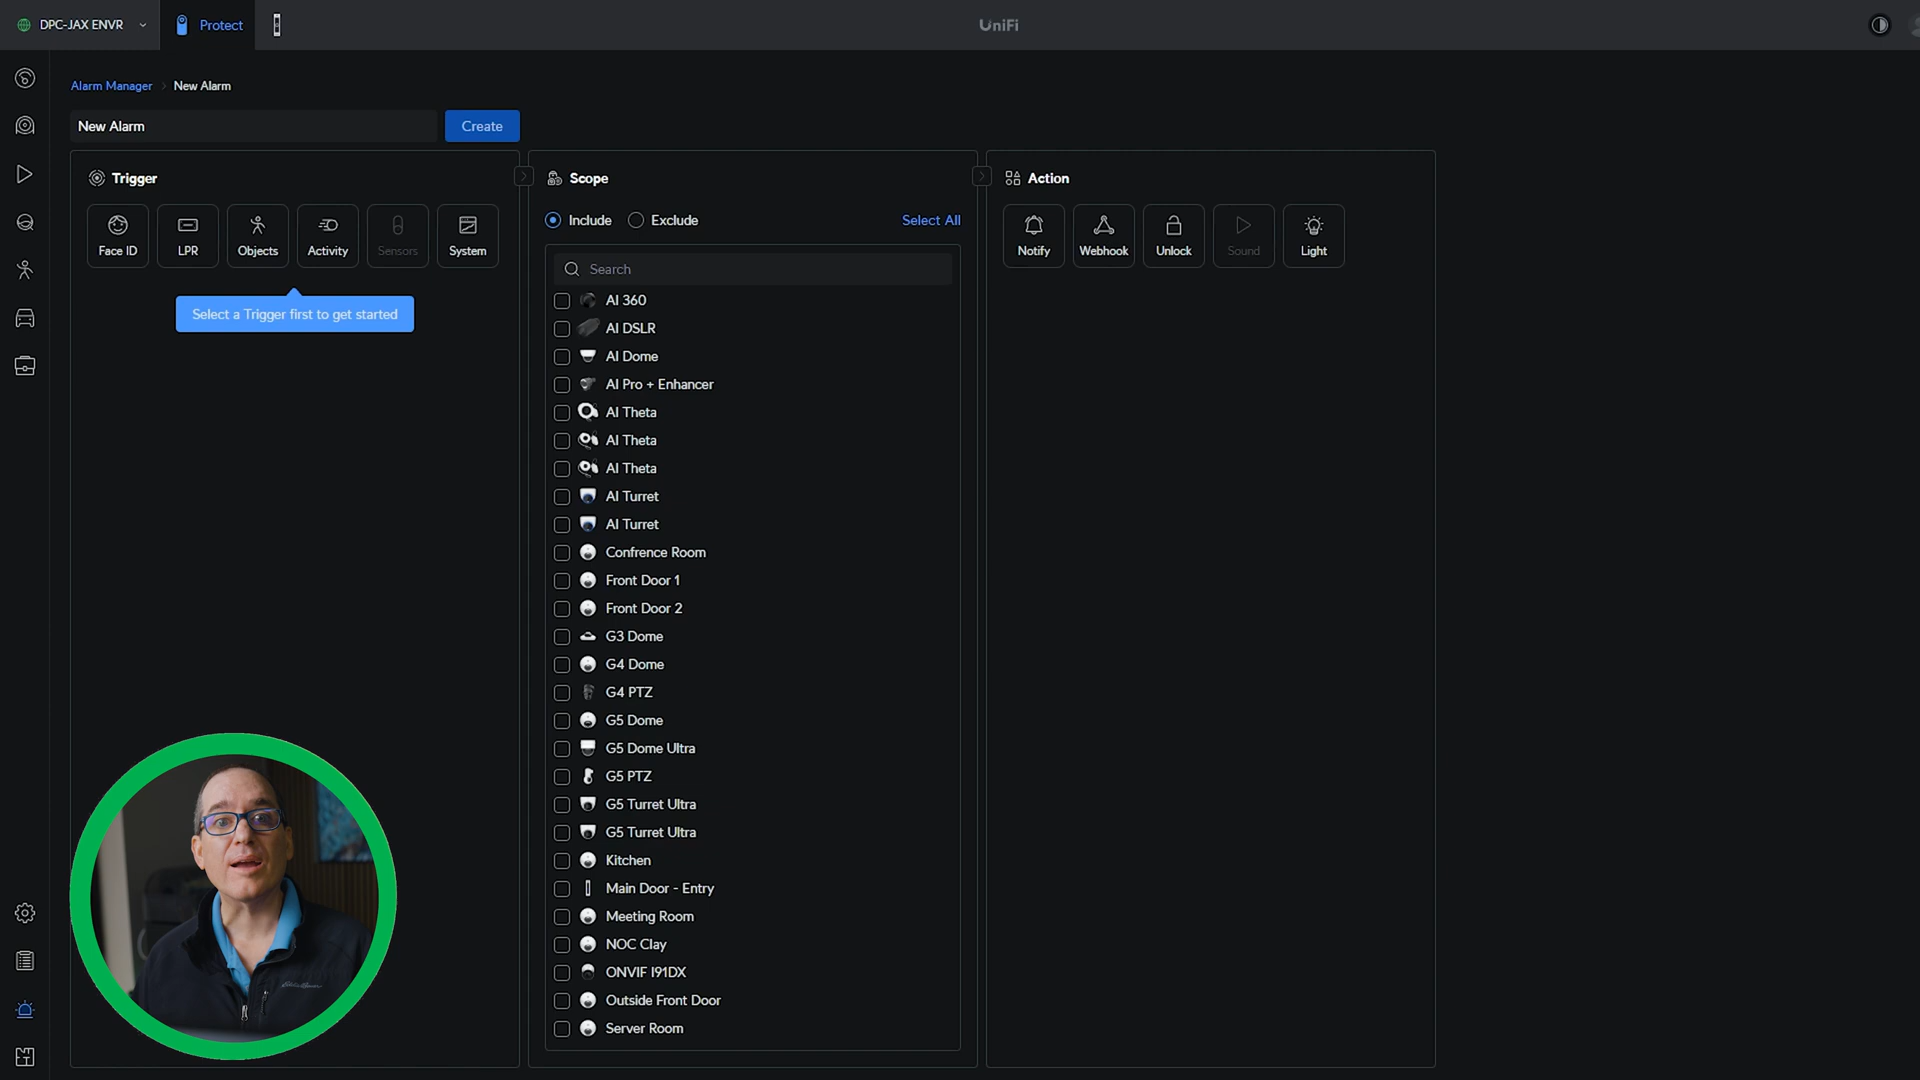 DPC-JAX ENVR
Protect
UniFi
Alarm Manager
New Alarm
New Alarm
Create
Trigger
Face ID
LPR
Objects
Activity
Sensors
System
Select a Trigger first to get started
Scope
Include
Exclude
Select All
Search
AI 360
AI DSLR
AI Dome
AI Pro + Enhancer
AI Theta
AI Theta
AI Theta
AI Turret
AI Turret
Confrence Room
Front Door 1
Front Door 2
G3 Dome
G4 Dome
G4 PTZ
G5 Dome
G5 Dome Ultra
G5 PTZ
G5 Turret Ultra
G5 Turret Ultra
Kitchen
Main Door - Entry
Meeting Room
NOC Clay
ONVIF I91DX
Outside Front Door
Server Room
Action
Notify
Webhook
Unlock
Sound
Light